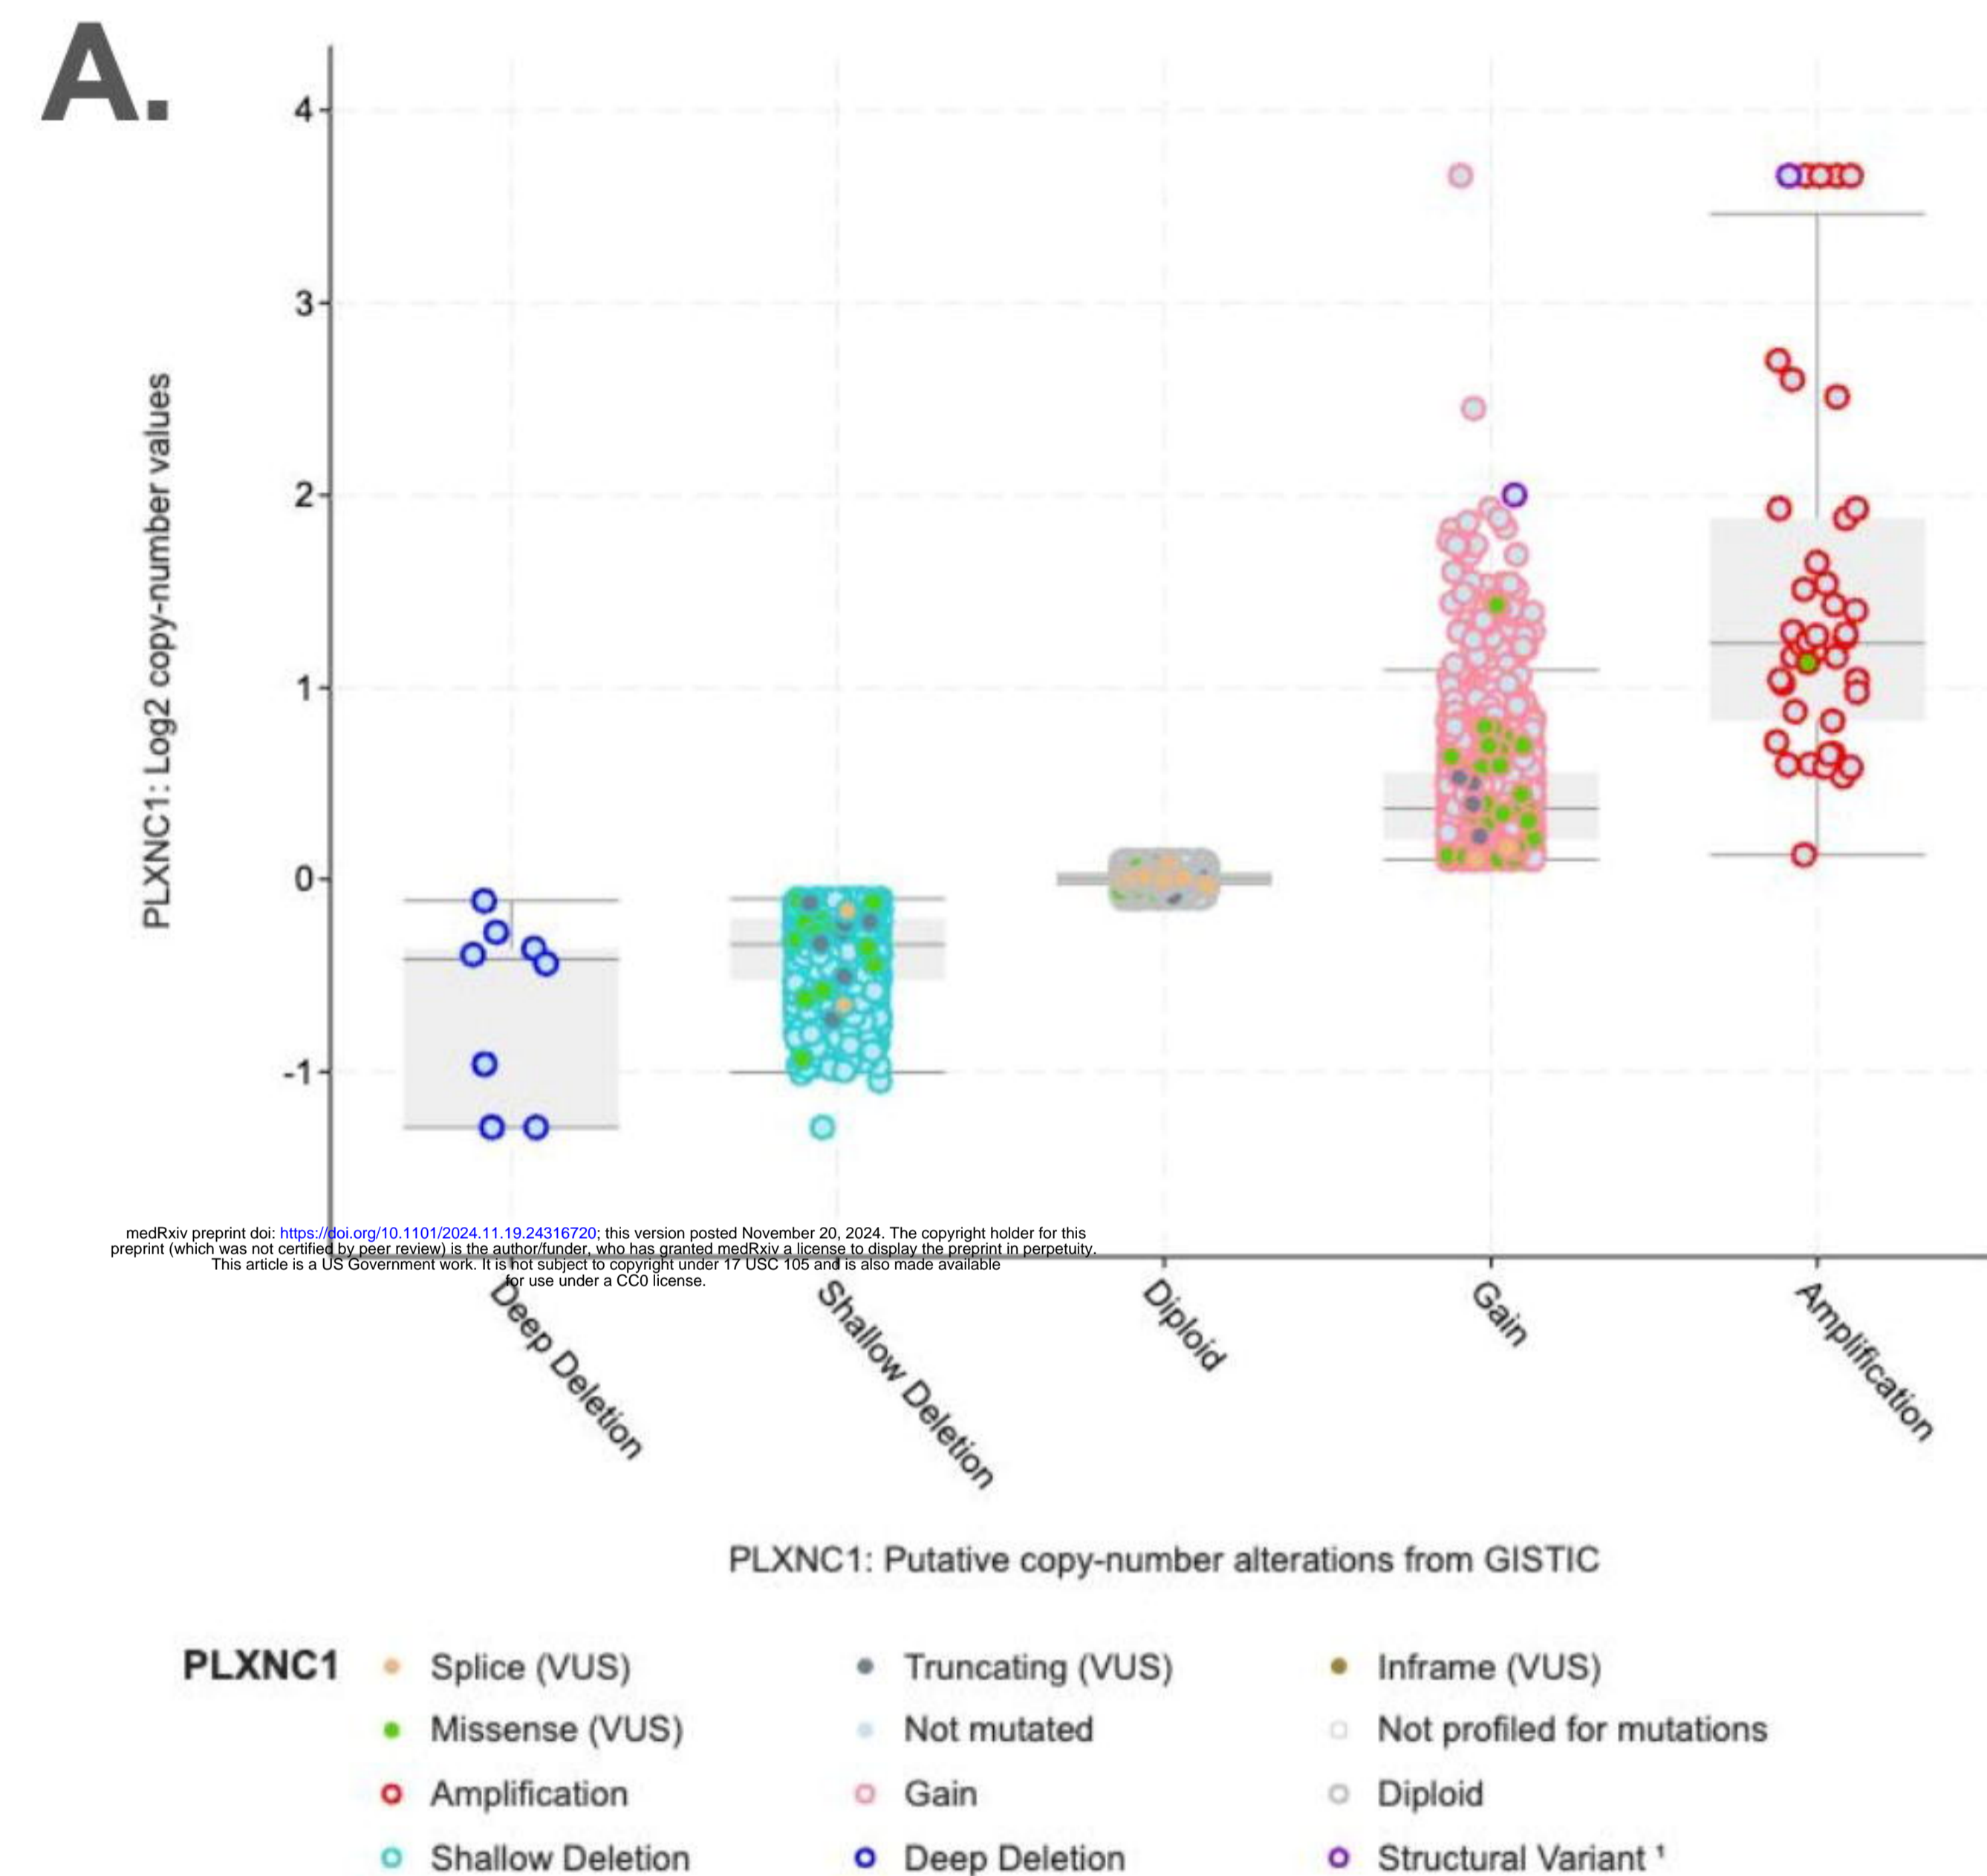 A.
4
3
2
1
0
-1
PLXNC1: Log2 copy-number values
medRxiv preprint doi: https://doi.org/10.1101/2024.11.19.24316720; this version posted November 20, 2024. The copyright holder for this
preprint (which was not certified by peer review) is the author/funder, who has granted medRxiv a license to display the preprint in perpetuity.
This article is a US Government work. It is not subject to copyright under 17 USC 105 and is also made available
for use under a CC0 license.
Deep Deletion
Shallow Deletion
Diploid
Gain
Amplification
PLXNC1: Putative copy-number alterations from GISTIC
PLXNC1
Splice (VUS) Truncating (VUS) Inframe (VUS)
Missense (VUS) Not mutated Not profiled for mutations
Amplification Gain Diploid
Shallow Deletion Deep Deletion Structural Variant ¹